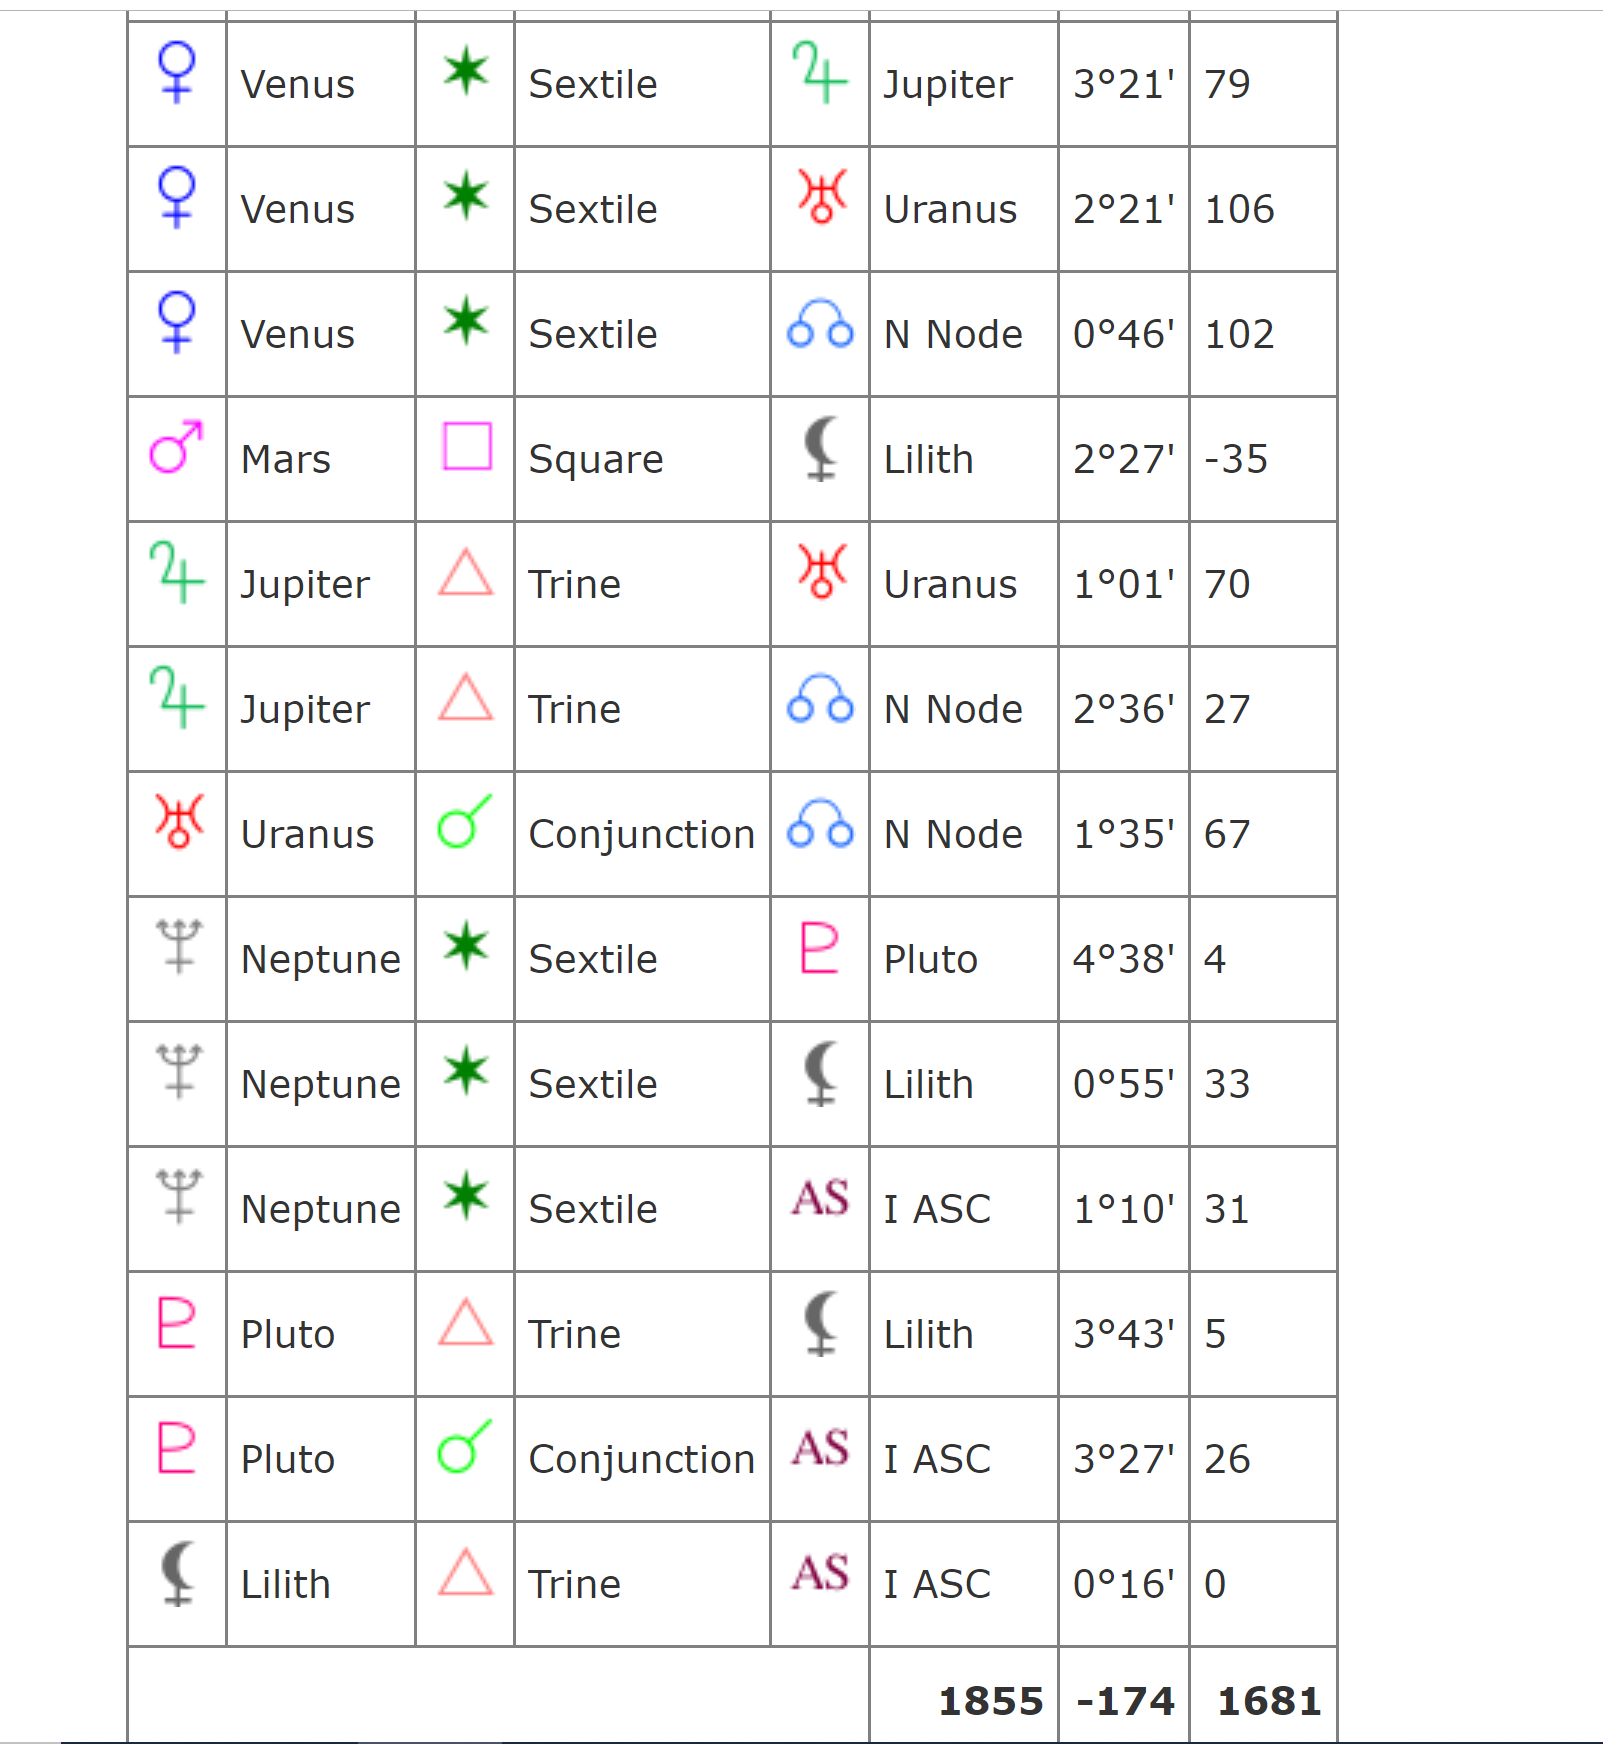 Venus Sextile Jupiter 3°21' 79
Venus Sextile Uranus 2°21' 106
Venus Sextile N Node 0°46' 102
Mars Square Lilith 2°27' -35
Jupiter Trine Uranus 1°01' 70
Jupiter Trine N Node 2°36' 27
Uranus Conjunction N Node 1°35' 67
Neptune Sextile Pluto 4°38' 4
Neptune Sextile Lilith 0°55' 33
Neptune Sextile AS I ASC 1°10' 31
Pluto Trine Lilith 3°43' 5
Pluto Conjunction AS I ASC 3°27' 26
Lilith Trine AS I ASC 0°16' 0
1855 -174 1681